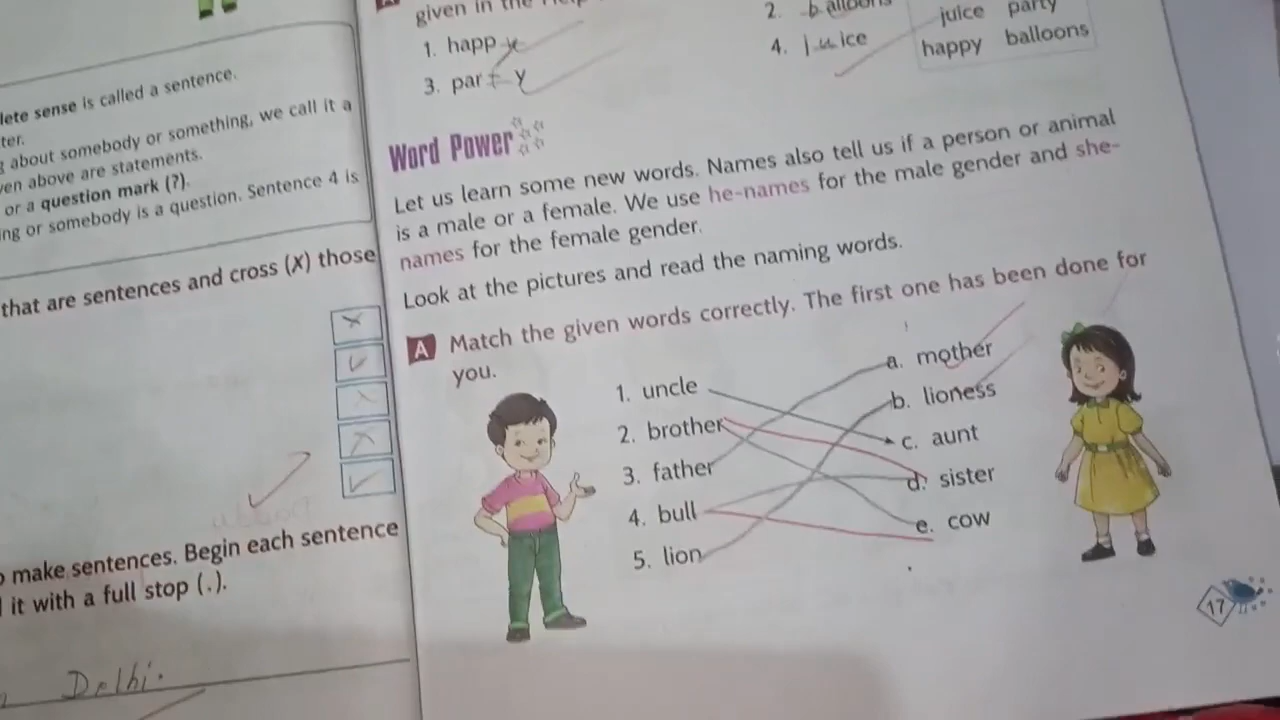 lete sense is called a sentence.
ter.
about somebody or something, we call it a
ven above are statements.
or a question mark (?).
ng or somebody is a question. Sentence 4 is
that are sentences and cross (X) those
make sentences. Begin each sentence
it with a full stop (.).
Delhi.
given in the
1. happy
2. balloons
3. party
4. juice
juice party
happy balloons
Word Power
Let us learn some new words. Names also tell us if a person or animal
is a male or a female. We use he-names for the male gender and she-
names for the female gender.
Look at the pictures and read the naming words.
A Match the given words correctly. The first one has been done for
you.
1. uncle
2. brother
3. father
4. bull
5. lion
a. mother
b. lioness
c. aunt
d. sister
e. cow
17